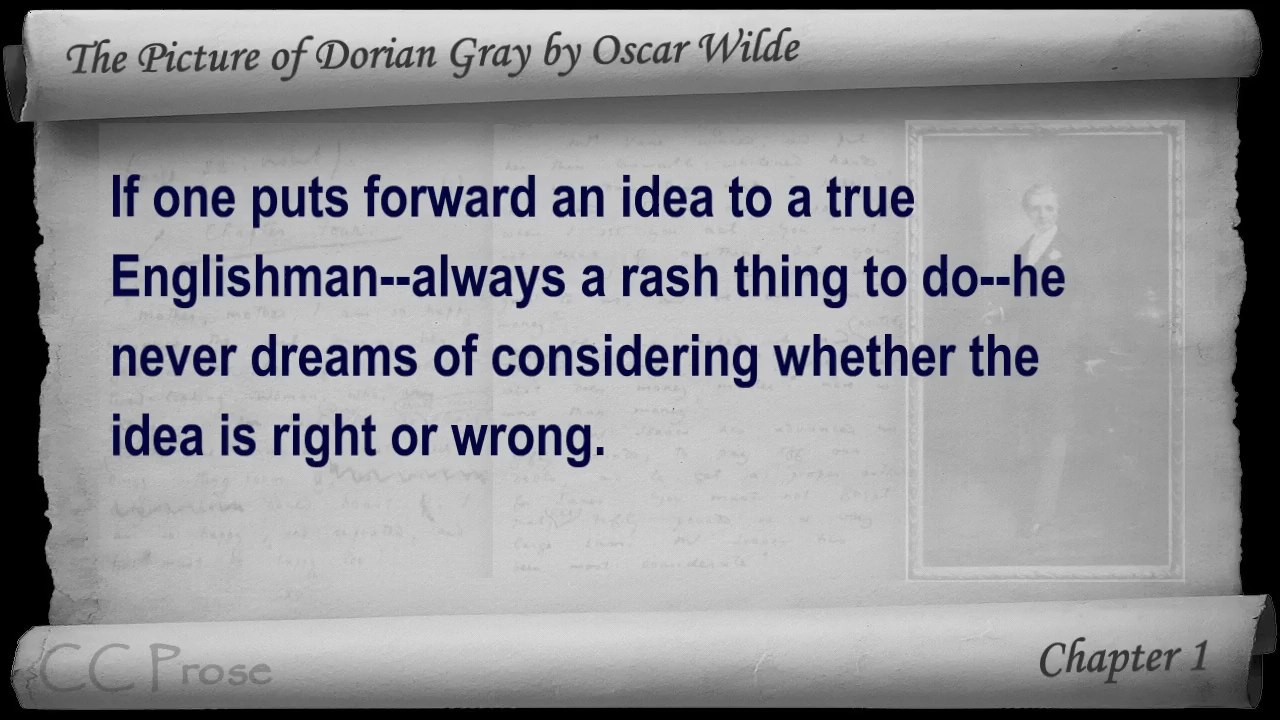 The Picture of Dorian Gray by Oscar Wilde
If one puts forward an idea to a true
Englishman--always a rash thing to do--he
never dreams of considering whether the
idea is right or wrong.
CC Prose
Chapter 1